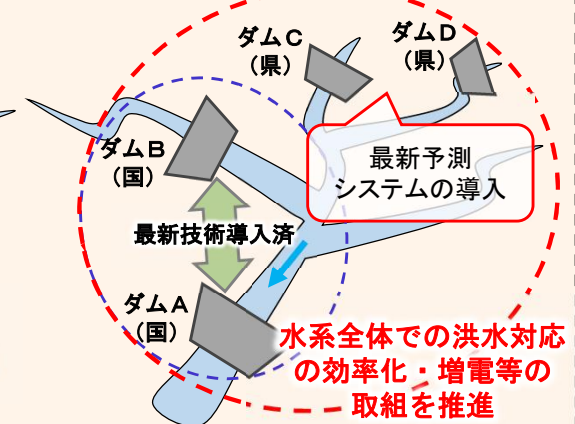 ダムC
（県）
ダムD
（県）
ダムB
（国）
最新予測
システムの導入
最新技術導入済
ダムA
（国）
水系全体での洪水対応
の効率化・増電等の
取組を推進